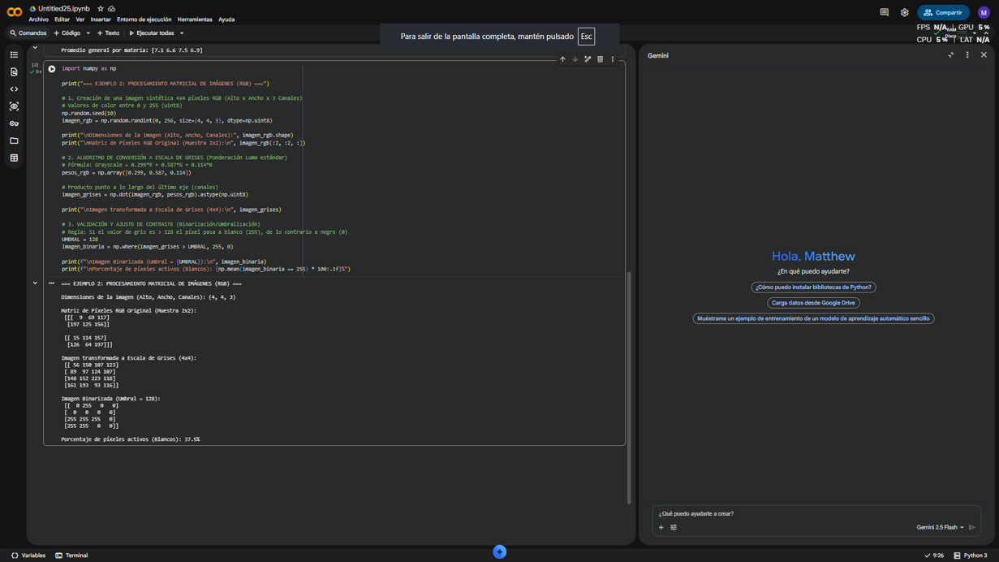 Untitled25.ipynb
Archivo Editar Ver Insertar Entorno de ejecución Herramientas Ayuda
Compartir
M
Comandos + Código + Texto Ejecutar todas
Para salir de la pantalla completa, mantén pulsado Esc
FPS N/A GPU 5 %
RAM
Disco
CPU 5 % LAT N/A
Promedio general por materia: [7.1 6.6 7.5 6.9]
[2]
0 s
import numpy as np
print("=== EJEMPLO 2: PROCESAMIENTO MATRICIAL DE IMÁGENES (RGB) ===")
# 1. Creación de una imagen sintética 4x4 píxeles RGB (Alto x Ancho x 3 Canales)
# Valores de color entre 0 y 255 (uint8)
np.random.seed(10)
imagen_rgb = np.random.randint(0, 256, size=(4, 4, 3), dtype=np.uint8)
print("\nDimensiones de la imagen (Alto, Ancho, Canales):", imagen_rgb.shape)
print("\nMatriz de Píxeles RGB Original (Muestra 2x2):\n", imagen_rgb[:2, :2, :])
# 2. ALGORITMO DE CONVERSIÓN A ESCALA DE GRISES (Ponderación Luma estándar)
# Fórmula: Grayscale = 0.299*R + 0.587*G + 0.114*B
pesos_rgb = np.array([0.299, 0.587, 0.114])
# Producto punto a lo largo del último eje (canales)
imagen_grises = np.dot(imagen_rgb, pesos_rgb).astype(np.uint8)
print("\nImagen transformada a Escala de Grises (4x4):\n", imagen_grises)
# 3. VALIDACIÓN Y AJUSTE DE CONTRASTE (Binarización/Umbralización)
# Regla: Si el valor de gris es > 128 el píxel pasa a blanco (255), de lo contrario a negro (0)
UMBRAL = 128
imagen_binaria = np.where(imagen_grises > UMBRAL, 255, 0)
print(f"\nImagen Binarizada (Umbral = {UMBRAL}):\n", imagen_binaria)
print(f"\nPorcentaje de píxeles activos (Blancos): {np.mean(imagen_binaria == 255) * 100:.1f}%")
=== EJEMPLO 2: PROCESAMIENTO MATRICIAL DE IMÁGENES (RGB) ===
Dimensiones de la imagen (Alto, Ancho, Canales): (4, 4, 3)
Matriz de Píxeles RGB Original (Muestra 2x2):
[[[ 9 69 117]
[197 125 156]]
[[ 15 114 157]
[126 64 197]]]
Imagen transformada a Escala de Grises (4x4):
[[ 56 150 107 123]
[ 89 97 124 107]
[148 152 223 118]
[161 193 93 116]]
Imagen Binarizada (Umbral = 128):
[[ 0 255 0 0]
[ 0 0 0 0]
[255 255 255 0]
[255 255 0 0]]
Porcentaje de píxeles activos (Blancos): 37.5%
Gemini
Hola, Matthew
¿En qué puedo ayudarte?
¿Cómo puedo instalar bibliotecas de Python?
Carga datos desde Google Drive
Muéstrame un ejemplo de entrenamiento de un modelo de aprendizaje automático sencillo
¿Qué puedo ayudarte a crear?
Gemini 2.5 Flash
Variables Terminal
9:26 Python 3